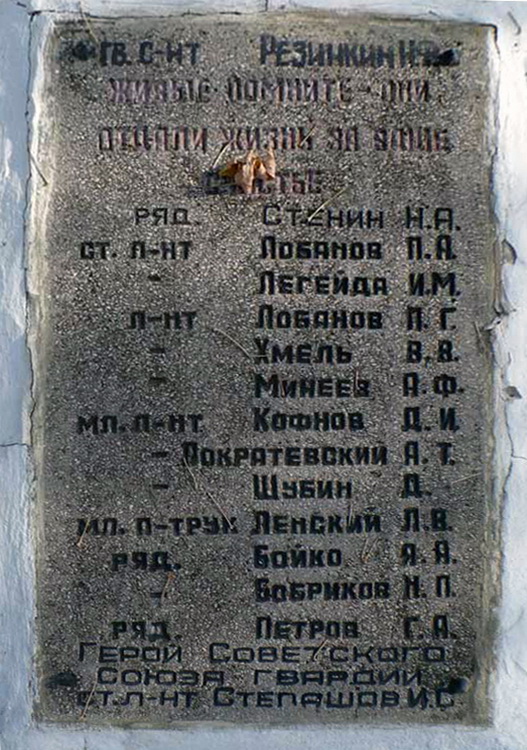 ГВ. С-НТ РЕЗИНКИН
ЖИВЫЕ ПОМНИТЕ ОНИ
ОТДАЛИ ЖИЗНИ ЗА ВАШЕ
СЧАСТЬЕ
РЯД. СТЕНИН Н.А.
СТ. Л-НТ ЛОБАНОВ П.А.
– ЛЕГЕЙДА И.М.
Л-НТ ЛОБАНОВ П.Г.
– ХМЕЛЬ В.В.
– МИНЕЕВ А.Ф.
МЛ. Л-НТ КОФНОВ Д.И.
– ПОКРАТЕВСКИЙ А.Т.
– ШУБИН Д.
МЛ. П-ТРУК ЛЕНСКИЙ Л.В.
РЯД. БОЙКО Я.А.
– БОБРИКОВ Н.П.
РЯД. ПЕТРОВ Г.А.
ГЕРОЙ СОВЕТСКОГО
СОЮЗА ГВАРДИИ
СТ.Л-НТ СТЕПАШОВ И.С